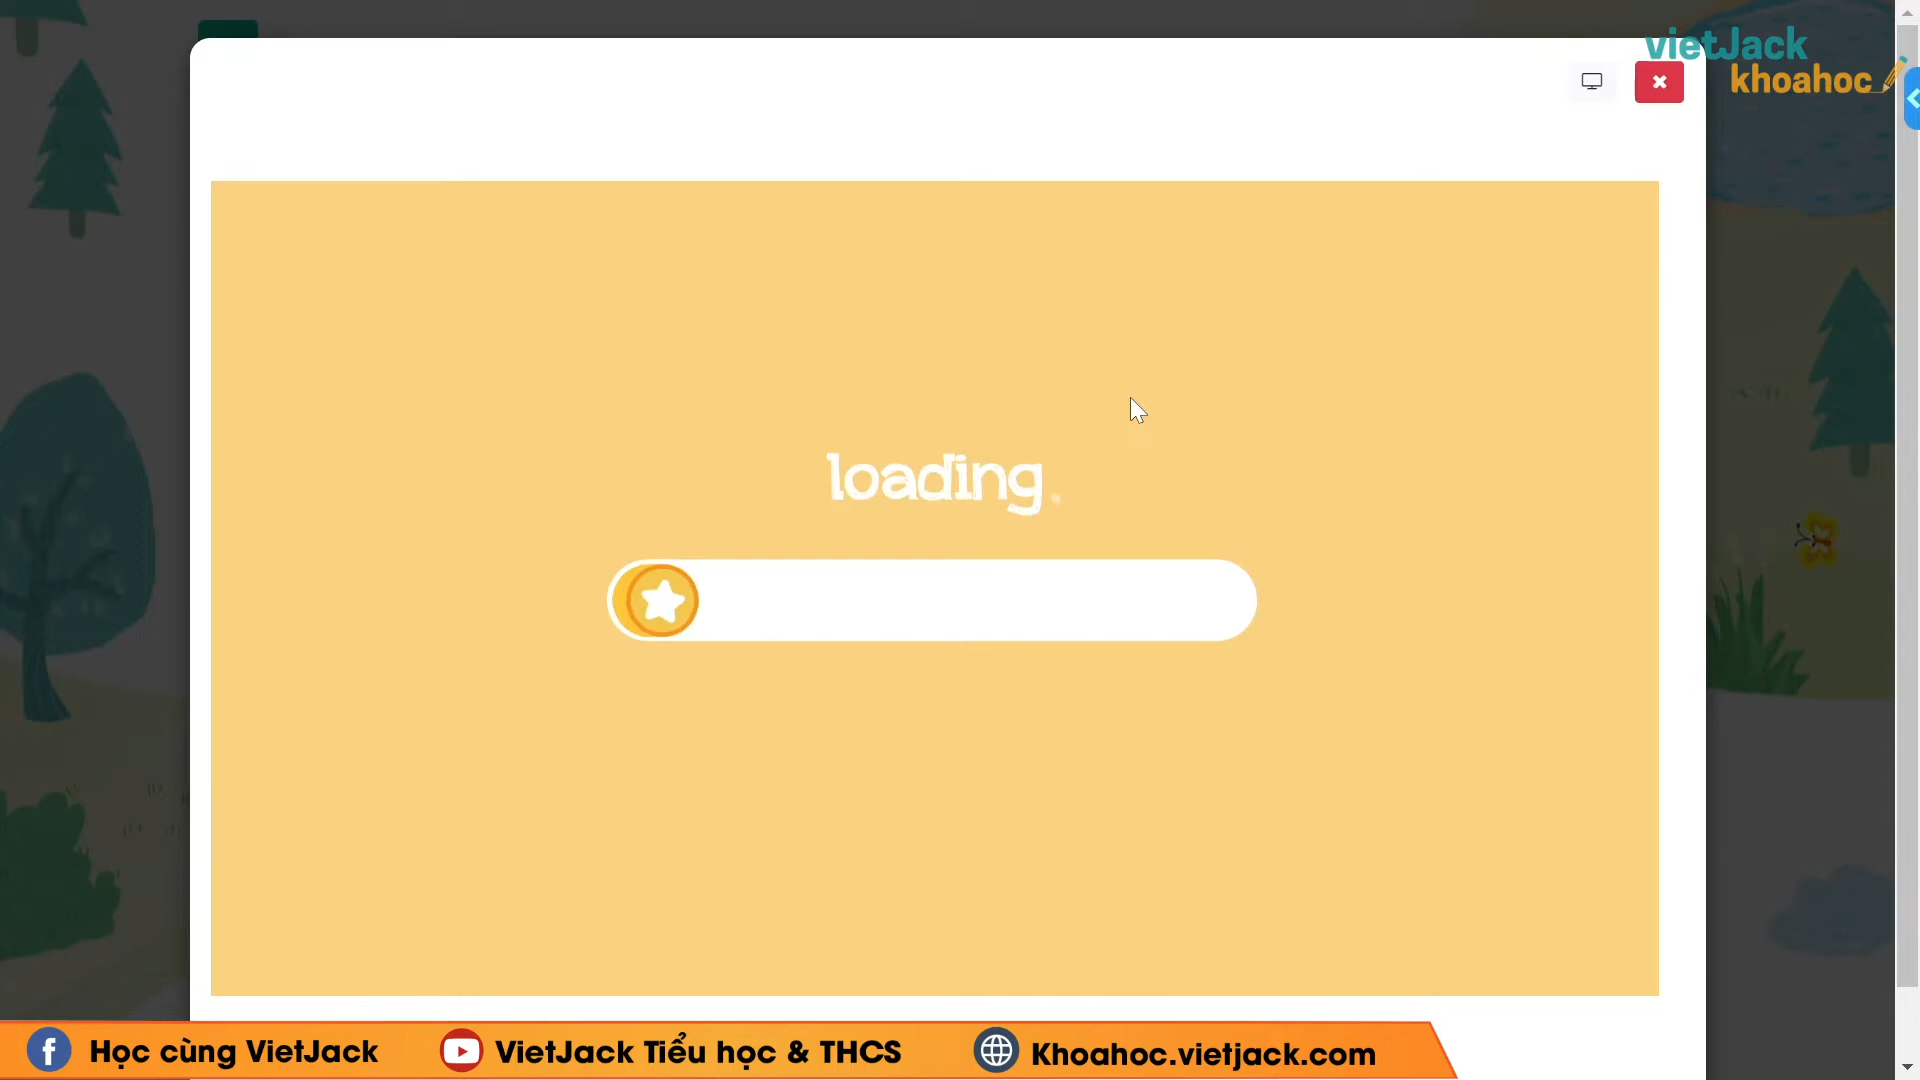 vietJack
khoahoc
loading.
Học cùng VietJack
VietJack Tiểu học & THCS
Khoahoc.vietjack.com